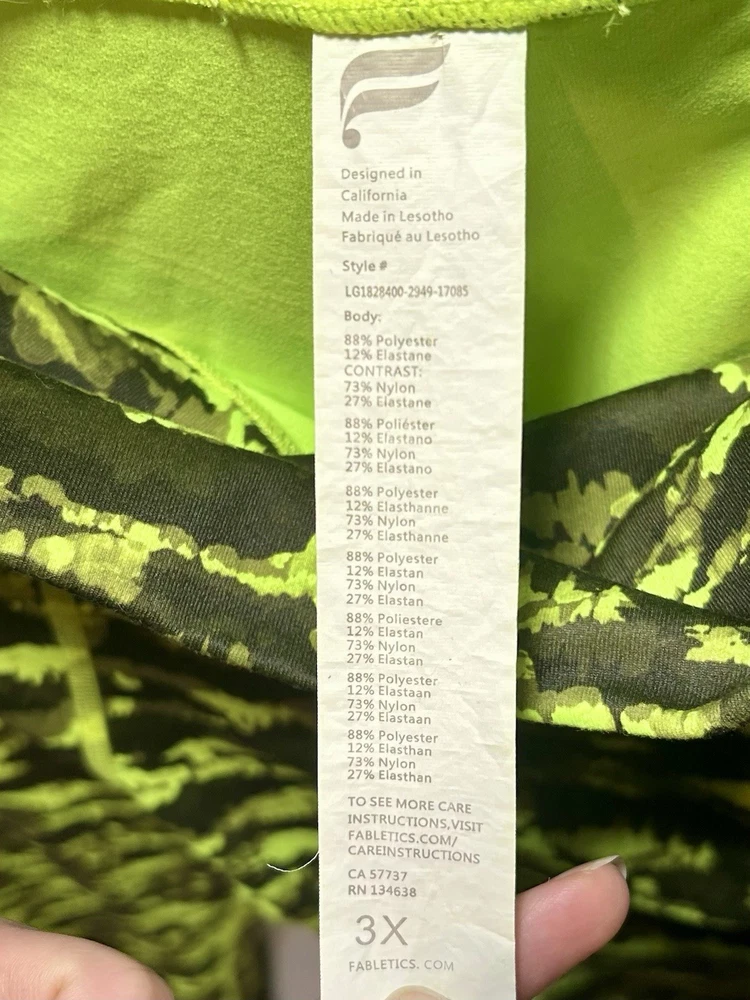 Designed in
California
Made in Lesotho
Fabriqué au Lesotho
Style #
LG1828400-2949-17085
Body:
88% Polyester
12% Elastane
CONTRAST:
73% Nylon
27% Elastane
88% Poliéster
12% Elastano
73% Nylon
27% Elastano
88% Polyester
12% Elasthanne
73% Nylon
27% Elasthanne
88% Polyester
12% Elastan
73% Nylon
27% Elastan
88% Poliestere
12% Elastan
73% Nylon
27% Elastan
88% Polyester
12% Elastaan
73% Nylon
27% Elastaan
88% Polyester
12% Elasthan
73% Nylon
27% Elasthan
TO SEE MORE CARE
INSTRUCTIONS,VISIT
FABLETICS.COM/
CAREINSTRUCTIONS
CA 57737
RN 134638
3X
FABLETICS. COM